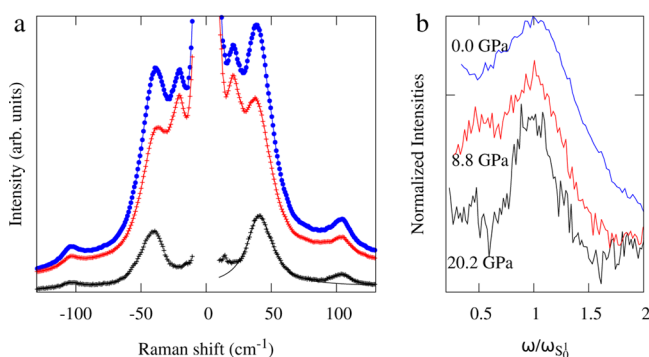 a
Intensity (arb. units)
-100 -50 0 50 100
Raman shift (cm-1)
b
Normalized Intensities
0.0 GPa
8.8 GPa
20.2 GPa
0.5 1 1.5 2
ω/ωS01